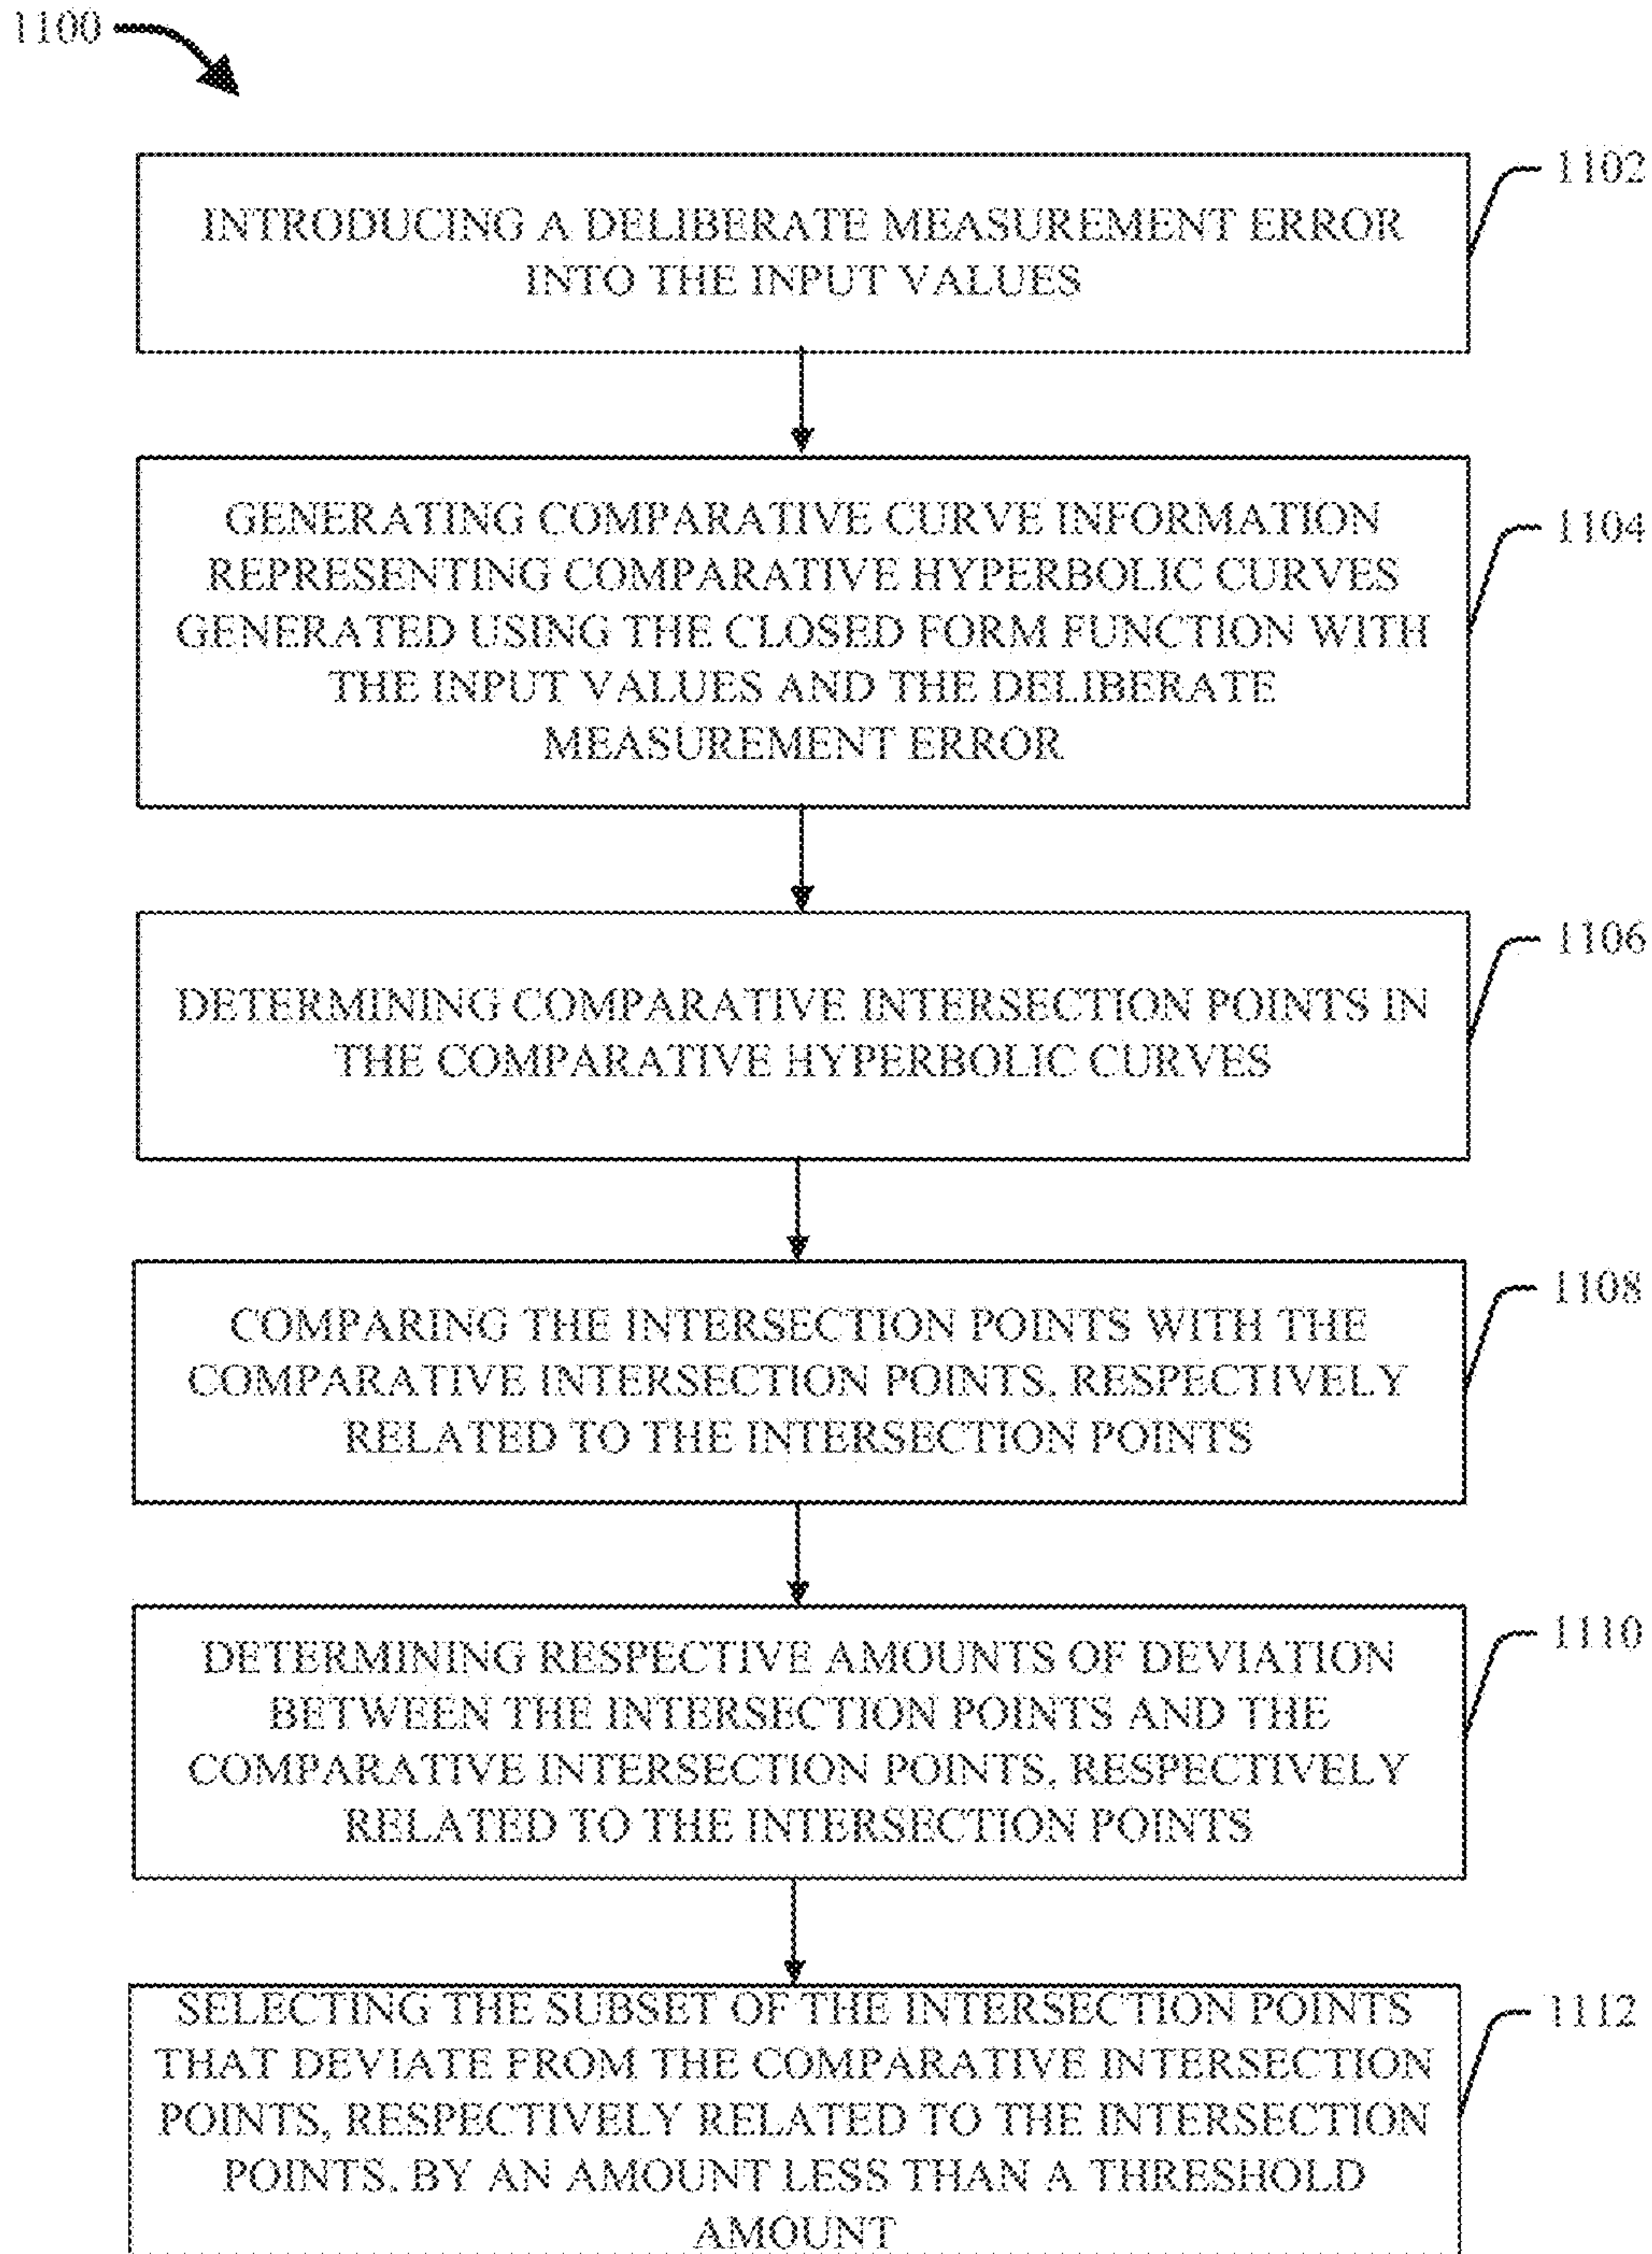 1100
1102
INTRODUCING A DELIBERATE MEASUREMENT ERROR
INTO THE INPUT VALUES
1104
GENERATING COMPARATIVE CURVE INFORMATION
REPRESENTING COMPARATIVE HYPERBOLIC CURVES
GENERATED USING THE CLOSED FORM FUNCTION WITH
THE INPUT VALUES AND THE DELIBERATE
MEASUREMENT ERROR
1106
DETERMINING COMPARATIVE INTERSECTION POINTS IN
THE COMPARATIVE HYPERBOLIC CURVES
1108
COMPARING THE INTERSECTION POINTS WITH THE
COMPARATIVE INTERSECTION POINTS, RESPECTIVELY
RELATED TO THE INTERSECTION POINTS
1110
DETERMINING RESPECTIVE AMOUNTS OF DEVIATION
BETWEEN THE INTERSECTION POINTS AND THE
COMPARATIVE INTERSECTION POINTS, RESPECTIVELY
RELATED TO THE INTERSECTION POINTS
1112
SELECTING THE SUBSET OF THE INTERSECTION POINTS
THAT DEVIATE FROM THE COMPARATIVE INTERSECTION
POINTS, RESPECTIVELY RELATED TO THE INTERSECTION
POINTS, BY AN AMOUNT LESS THAN A THRESHOLD
AMOUNT